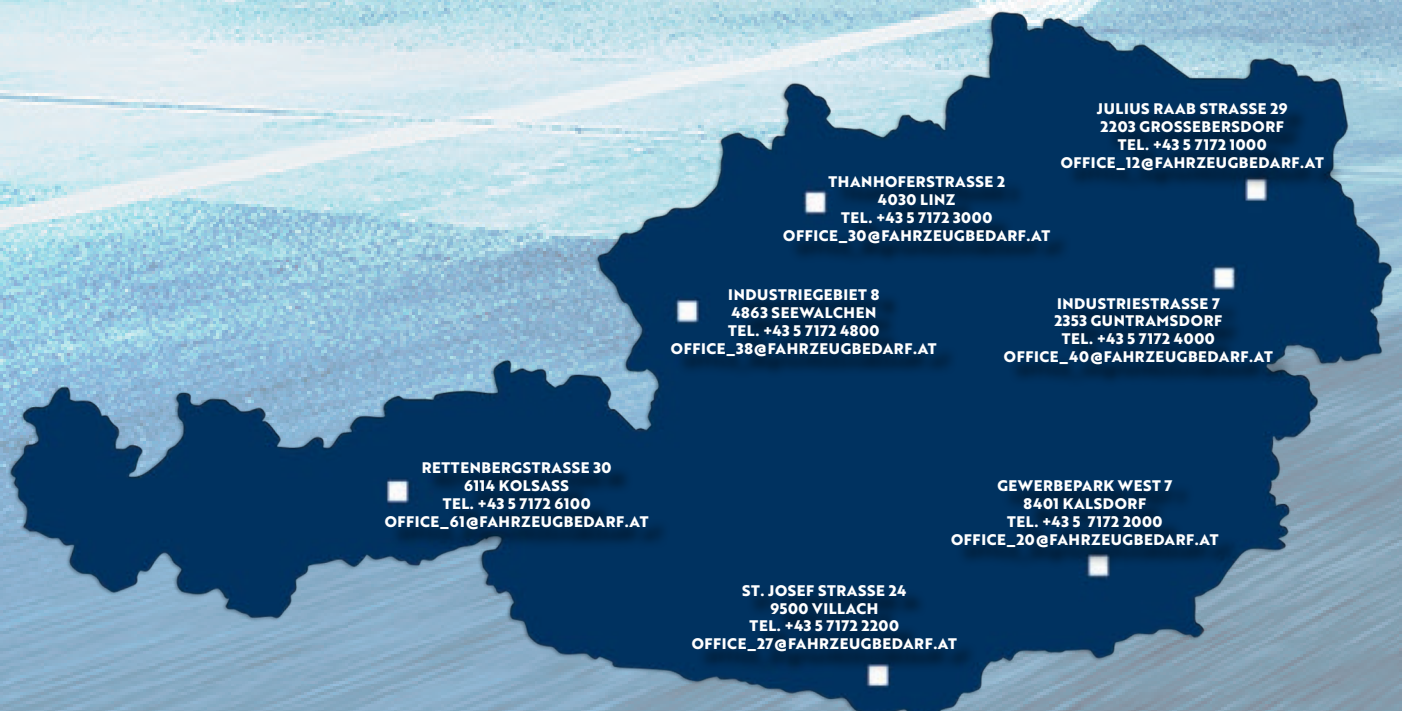 JULIUS RAAB STRASSE 29
2203 GROSSEBERSDORF
TEL. +43 5 7172 1000
OFFICE_12@FAHRZEUGBEDARF.AT
THANHOFERSTRASSE 2
4030 LINZ
TEL. +43 5 7172 3000
OFFICE_30@FAHRZEUGBEDARF.AT
INDUSTRIEGEBIET 8
4863 SEEWALCHEN
TEL. +43 5 7172 4800
OFFICE_38@FAHRZEUGBEDARF.AT
INDUSTRIESTRASSE 7
2353 GUNTRAMSDORF
TEL. +43 5 7172 4000
OFFICE_40@FAHRZEUGBEDARF.AT
RETTENBERGSTRASSE 30
6114 KOLSASS
TEL. +43 5 7172 6100
OFFICE_61@FAHRZEUGBEDARF.AT
GEWERBEPARK WEST 7
8401 KALSDORF
TEL. +43 5 7172 2000
OFFICE_20@FAHRZEUGBEDARF.AT
ST. JOSEF STRASSE 24
9500 VILLACH
TEL. +43 5 7172 2200
OFFICE_27@FAHRZEUGBEDARF.AT